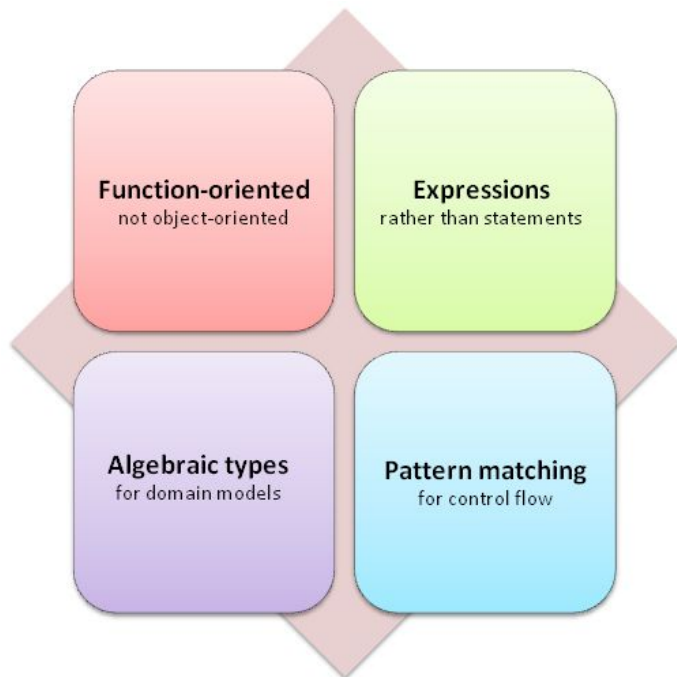 Function-oriented
not object-oriented
Expressions
rather than statements
Algebraic types
for domain models
Pattern matching
for control flow